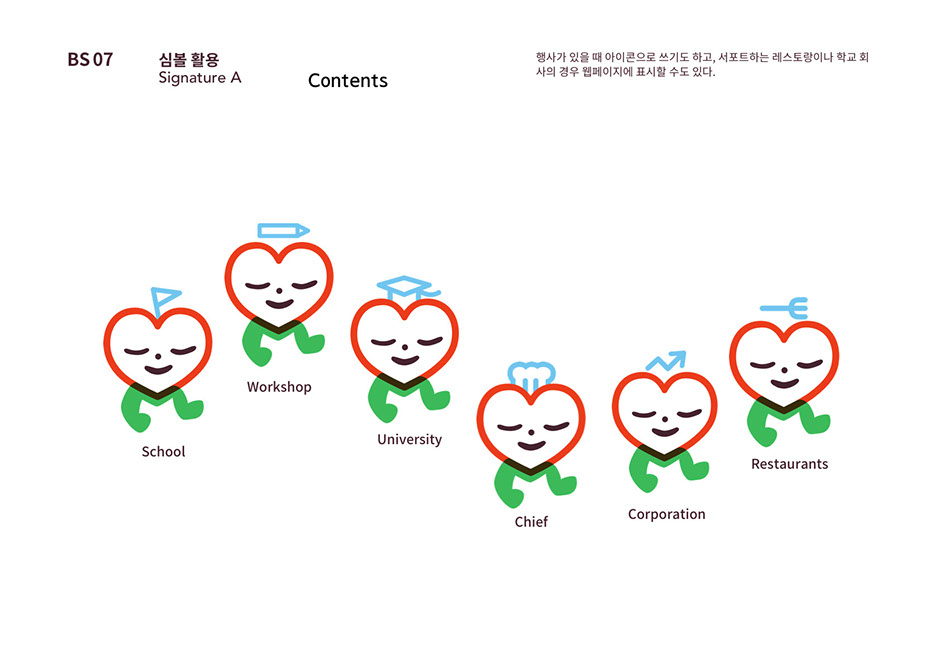 BS 07
심볼 활용
Signature A
Contents
행사가 있을 때 아이콘으로 쓰기도 하고, 서포트하는 레스토랑이나 학교 회
사의 경우 웹페이지에 표시할 수도 있다.
School
Workshop
University
Chief
Corporation
Restaurants